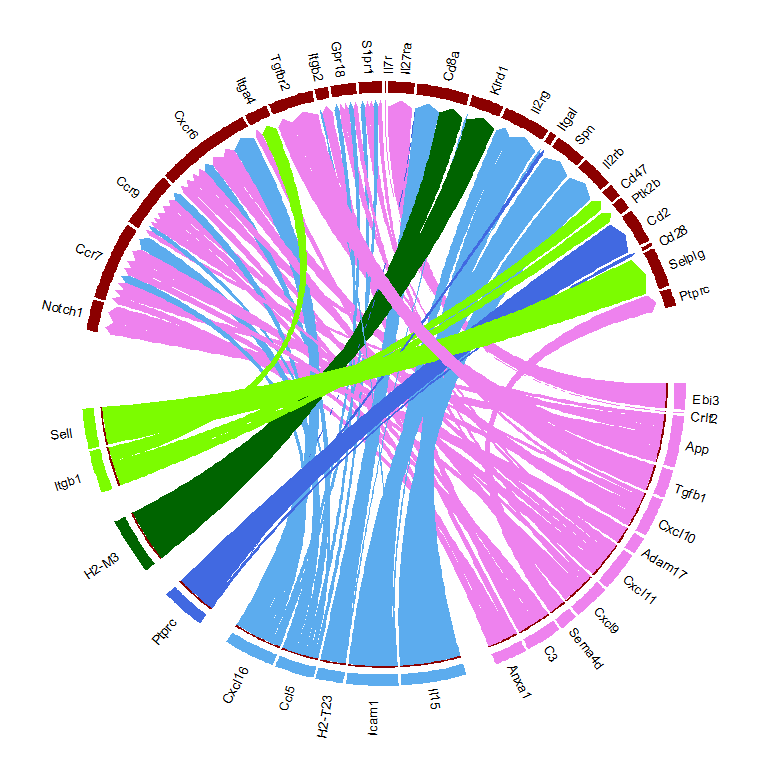 Notch1
Ccr7
Ccr9
Cxcr6
Itga4
Tgfbr2
Itgb2
Gpr18
S1pr1
Il7r
Il27ra
Cd8a
Klrd1
Il2rg
Itgal
Spn
Il2rb
Cd47
Ptk2b
Cd2
Cd28
Selplg
Ptprc
Ebi3
Crlf2
App
Tgfb1
Cxcl10
Adam17
Cxcl11
Cxcl9
Sema4d
C3
Anxa1
Il15
Icam1
H2-T23
Ccl5
Cxcl16
Ptprc
H2-M3
Itgb1
Sell